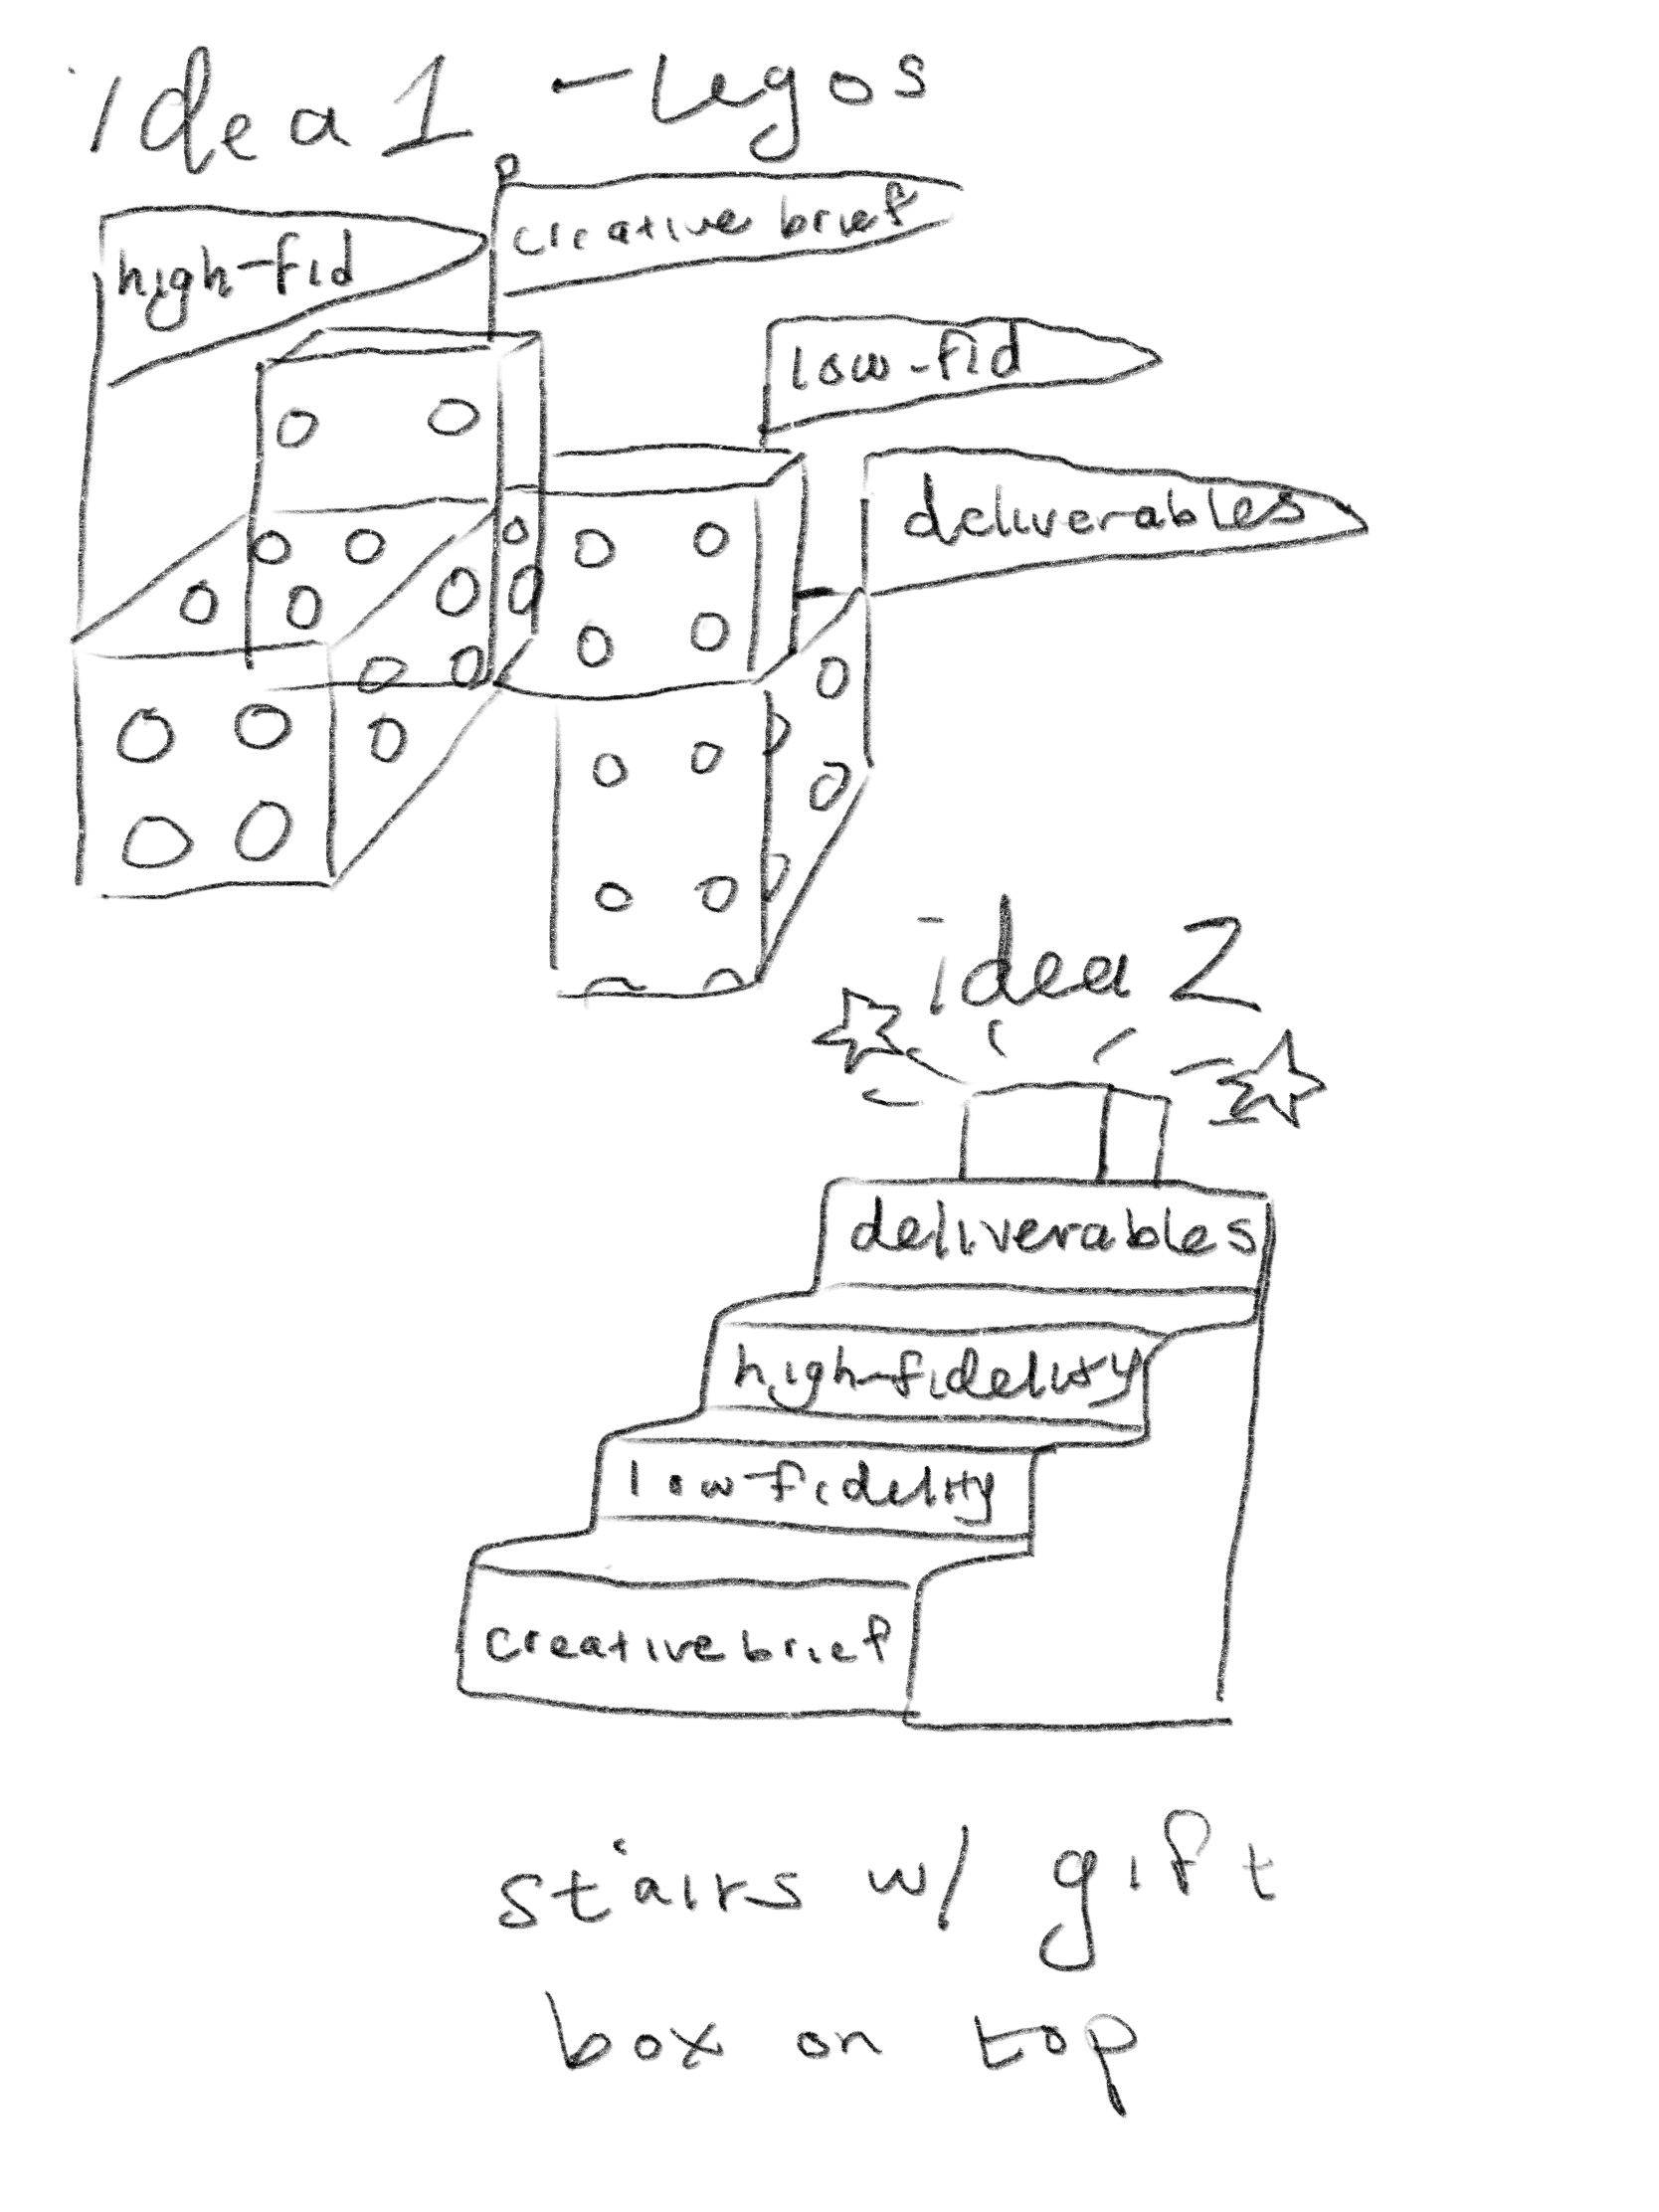 idea 1 - Legos
high-fid
creative brief
low-fid
deliverables
idea 2
deliverables
high-fidelity
low-fidelity
creative brief
stairs w/ gift
box on top